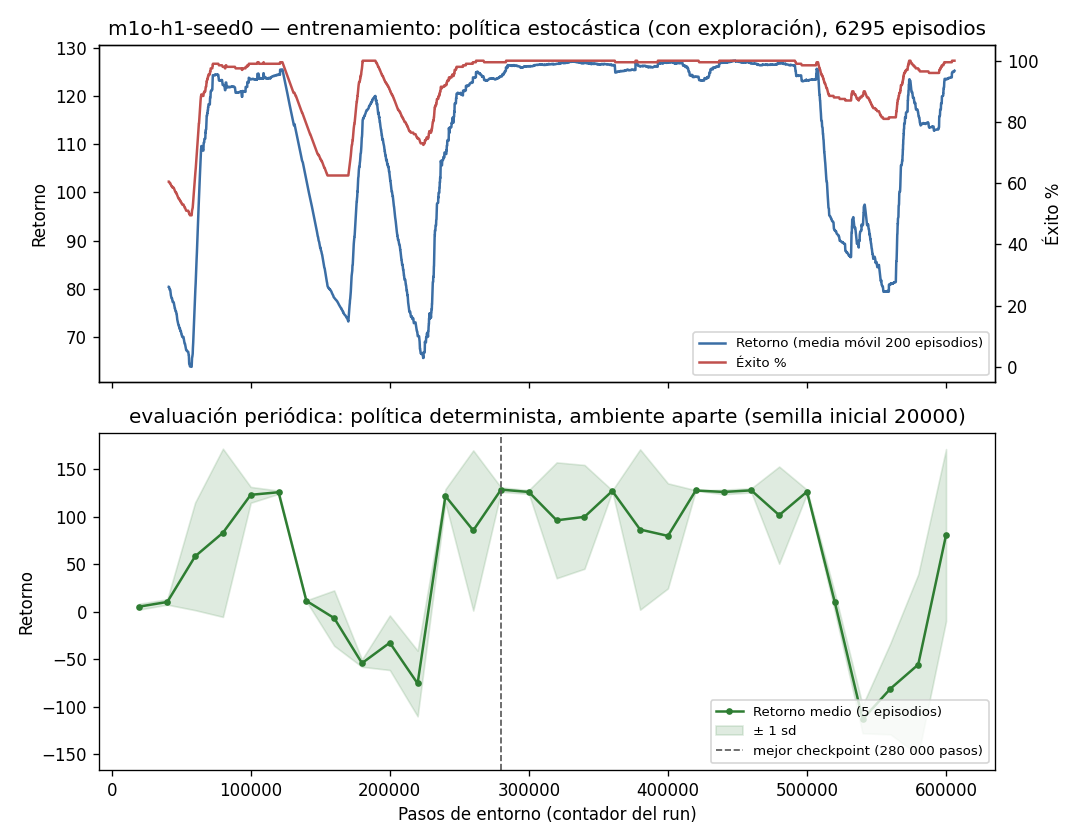 m1o-h1-seed0 — entrenamiento: política estocástica (con exploración), 6295 episodios
130
120
110
100
90
80
70
Retorno
100
80
60
40
20
0
Éxito %
Retorno (media móvil 200 episodios)
Éxito %
evaluación periódica: política determinista, ambiente aparte (semilla inicial 20000)
150
100
50
0
−50
−100
−150
Retorno
Retorno medio (5 episodios)
± 1 sd
mejor checkpoint (280 000 pasos)
0
100000
200000
300000
400000
500000
600000
Pasos de entorno (contador del run)